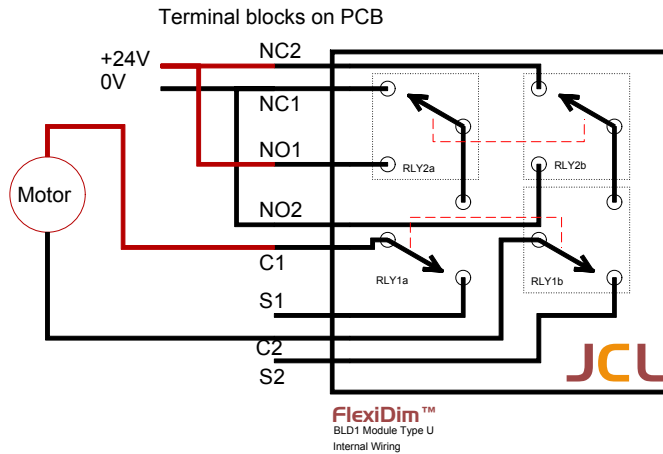 Terminal blocks on PCB
+24V
0V
NC2
NC1
NO1
NO2
C1
S1
C2
S2
Motor
RLY2a
RLY2b
RLY1a
RLY1b
JCL
FlexiDim™
BLD1 Module Type U
Internal Wiring